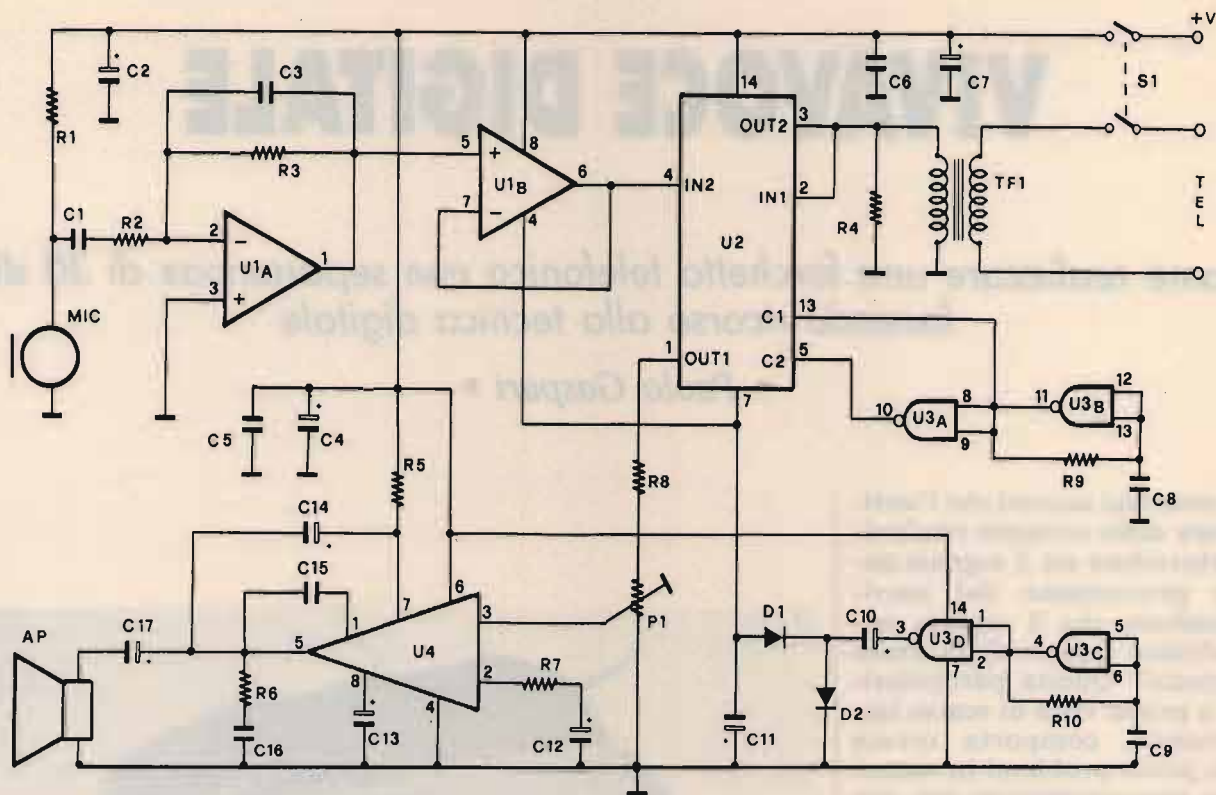 +V
C2
C3
C6
C7
S1
R1
14
OUT2
3
5
+
8
U1B
6
7
-
4
4
IN2
IN1
2
R3
R4
TF1
T
E
L
C1
R2
2
-
U1A
1
3
+
U2
MIC
C1
13
1
OUT1
C2
5
7
12
11
U3B
13
8
10
U3A
9
C5
C4
R5
R9
C8
R8
C14
C15
6
7
3
P1
D1
C10
14
1
3
U3D
2
7
5
4
U3C
6
AP
C17
1
5
U4
2
R7
8
4
R6
D2
R10
C16
C13
C12
C11
C9